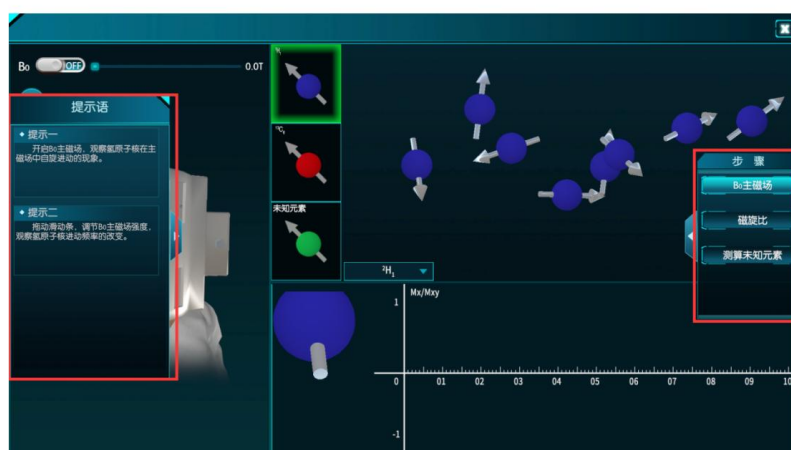 B₀ OFF 0.0T
提示语
◆ 提示一
开启B₀主磁场，观察氢原子核在主
磁场中自旋进动的现象。
◆ 提示二
拖动滑动条，调节B₀主磁场强度，
观察氢原子核进动频率的改变。
未知元素
²H₁
步 骤
B₀主磁场
磁旋比
测算未知元素
Mx/Mxy
1
0 01 02 03 04 05 06 07 08 09 10
-1